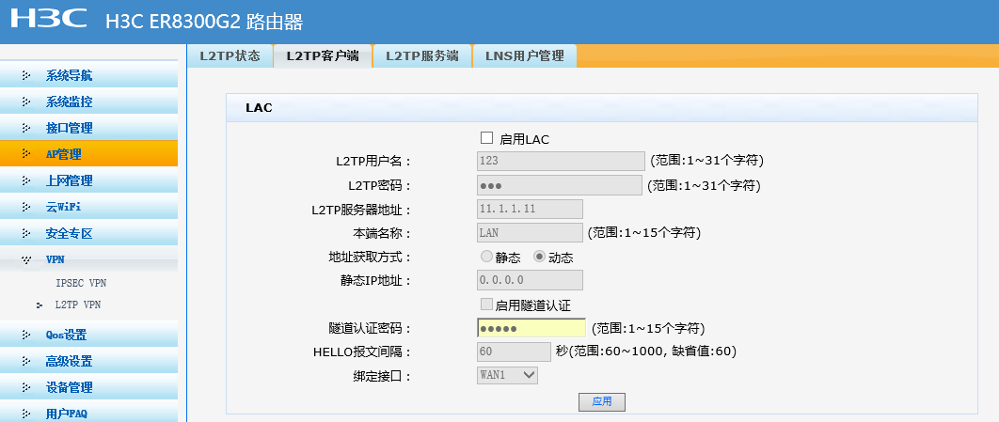 H3C H3C ER8300G2 路由器
L2TP状态 L2TP客户端 L2TP服务端 LNS用户管理
系统导航
系统监控
接口管理
AP管理
上网管理
云WiFi
安全专区
VPN
IPSEC VPN
L2TP VPN
Qos设置
高级设置
设备管理
用户FAQ
LAC
启用LAC
L2TP用户名： 123 (范围:1~31个字符)
L2TP密码： ●●● (范围:1~31个字符)
L2TP服务器地址： 11.1.1.11
本端名称： LAN (范围:1~15个字符)
地址获取方式： 静态 动态
静态IP地址： 0.0.0.0
启用隧道认证
隧道认证密码： ●●●●● (范围:1~15个字符)
HELLO报文间隔： 60 秒(范围:60~1000, 缺省值:60)
绑定接口： WAN1
应用